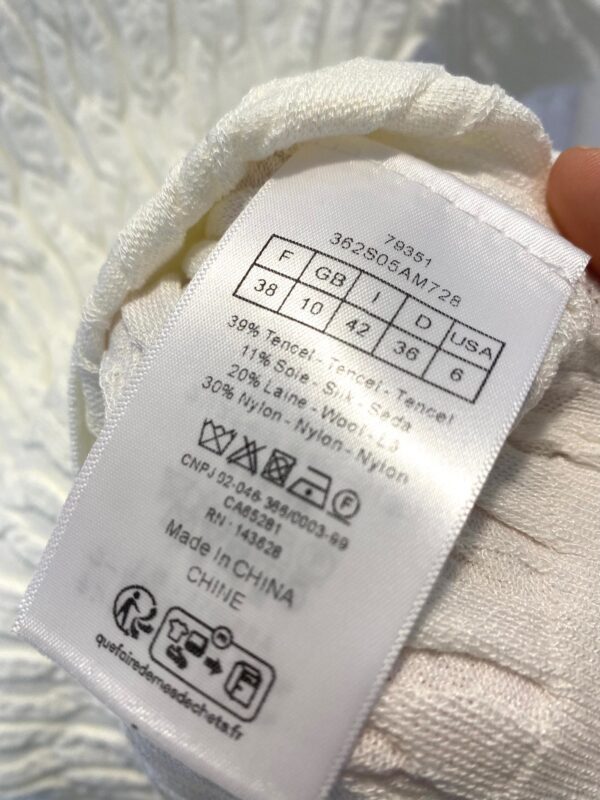 79351
362S05AM728
F GB I D USA
38 10 42 36 6
39% Tencel - Tencel - Tencel
11% Soie - Silk - Seda
20% Laine - Wool - Lã
30% Nylon - Nylon - Nylon
F
CNPJ 02-046-366/0003-99
CA65281
RN : 143628
Made In CHINA
CHINE
quefairedemesdechets.fr